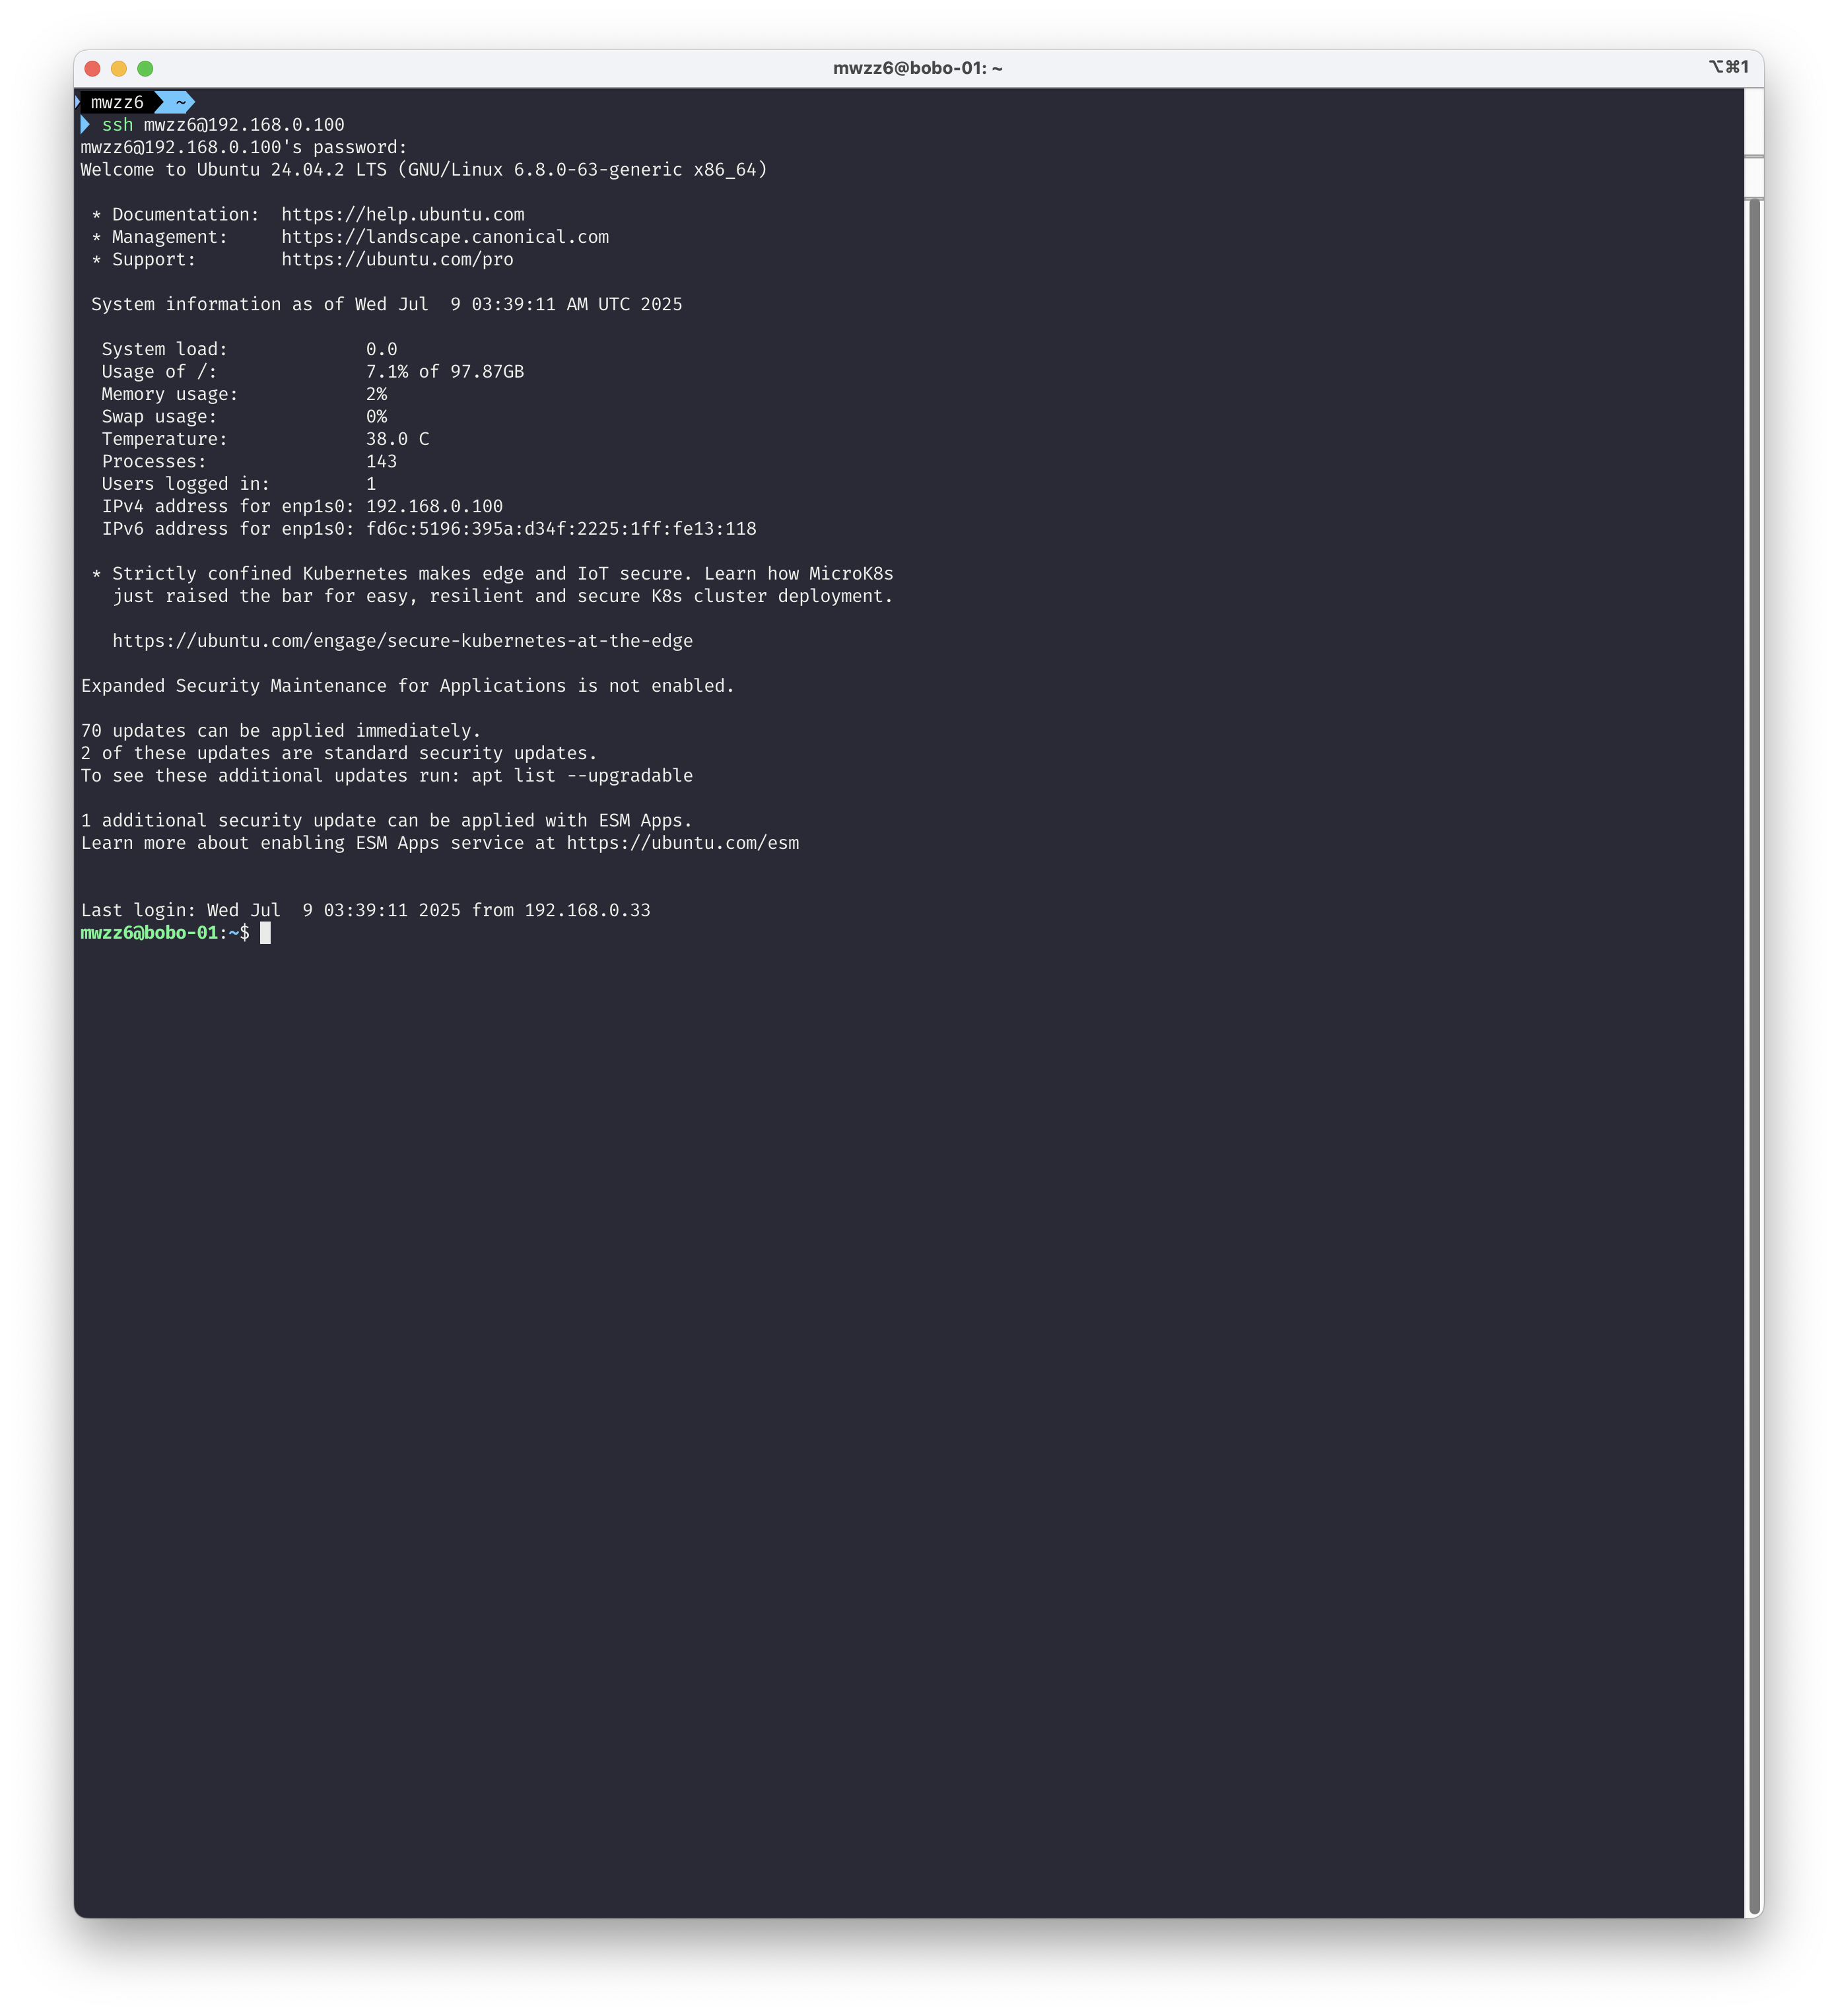 mwzz6@bobo-01: ~
⌥⌘1
mwzz6 ~
ssh mwzz6@192.168.0.100
mwzz6@192.168.0.100's password:
Welcome to Ubuntu 24.04.2 LTS (GNU/Linux 6.8.0-63-generic x86_64)
* Documentation:  https://help.ubuntu.com
* Management:     https://landscape.canonical.com
* Support:        https://ubuntu.com/pro
System information as of Wed Jul  9 03:39:11 AM UTC 2025
System load:             0.0
Usage of /:              7.1% of 97.87GB
Memory usage:            2%
Swap usage:              0%
Temperature:             38.0 C
Processes:               143
Users logged in:         1
IPv4 address for enp1s0: 192.168.0.100
IPv6 address for enp1s0: fd6c:5196:395a:d34f:2225:1ff:fe13:118
* Strictly confined Kubernetes makes edge and IoT secure. Learn how MicroK8s
just raised the bar for easy, resilient and secure K8s cluster deployment.
https://ubuntu.com/engage/secure-kubernetes-at-the-edge
Expanded Security Maintenance for Applications is not enabled.
70 updates can be applied immediately.
2 of these updates are standard security updates.
To see these additional updates run: apt list --upgradable
1 additional security update can be applied with ESM Apps.
Learn more about enabling ESM Apps service at https://ubuntu.com/esm
Last login: Wed Jul  9 03:39:11 2025 from 192.168.0.33
mwzz6@bobo-01:~$